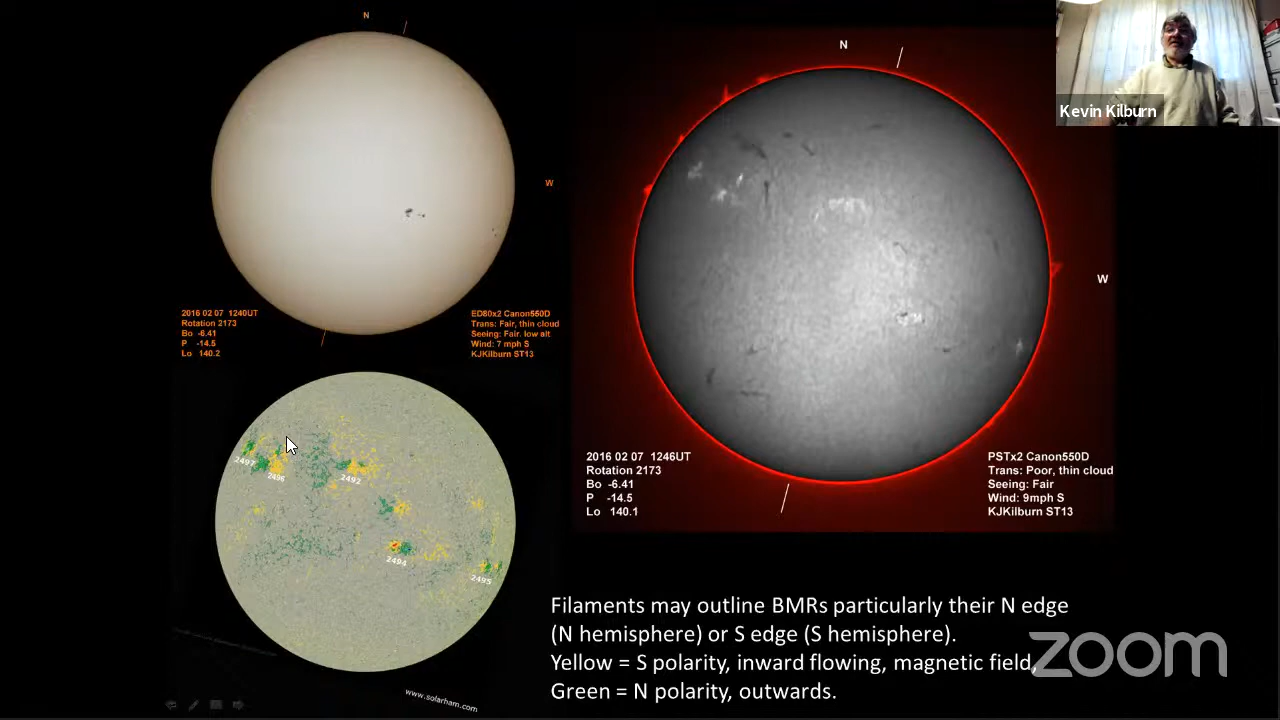 N
W
2016 02 07 1240UT
Rotation 2173
Bo -6.41
P -14.5
Lo 140.2
ED80x2 Canon550D
Trans: Fair, thin cloud
Seeing: Fair. low alt
Wind: 7 mph S
KJKilburn ST13
N
W
2016 02 07 1246UT
Rotation 2173
Bo -6.41
P -14.5
Lo 140.1
PSTx2 Canon550D
Trans: Poor, thin cloud
Seeing: Fair
Wind: 9mph S
KJKilburn ST13
Kevin Kilburn
2497
2496
2492
2494
2495
www.solarham.com
Filaments may outline BMRs particularly their N edge
(N hemisphere) or S edge (S hemisphere).
Yellow = S polarity, inward flowing, magnetic field,
Green = N polarity, outwards.
zoom